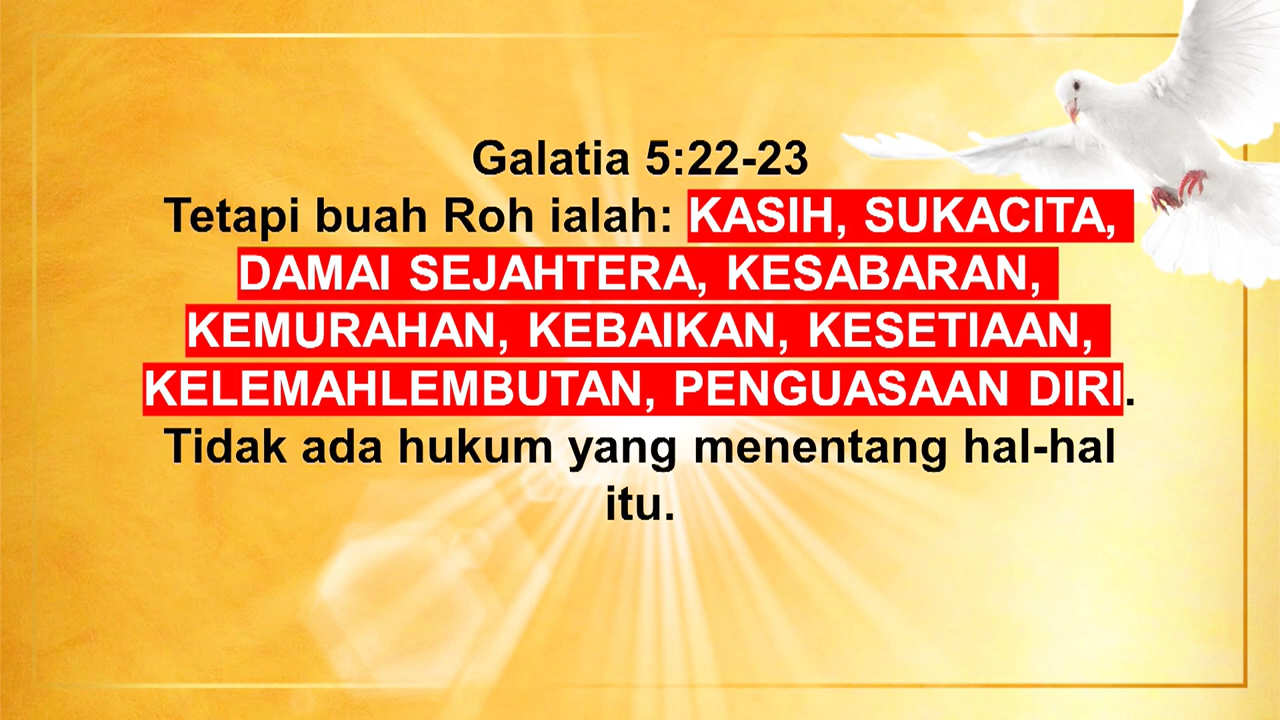 Galatia 5:22-23
Tetapi buah Roh ialah: KASIH, SUKACITA,
DAMAI SEJAHTERA, KESABARAN,
KEMURAHAN, KEBAIKAN, KESETIAAN,
KELEMAHLEMBUTAN, PENGUASAAN DIRI.
Tidak ada hukum yang menentang hal-hal
itu.